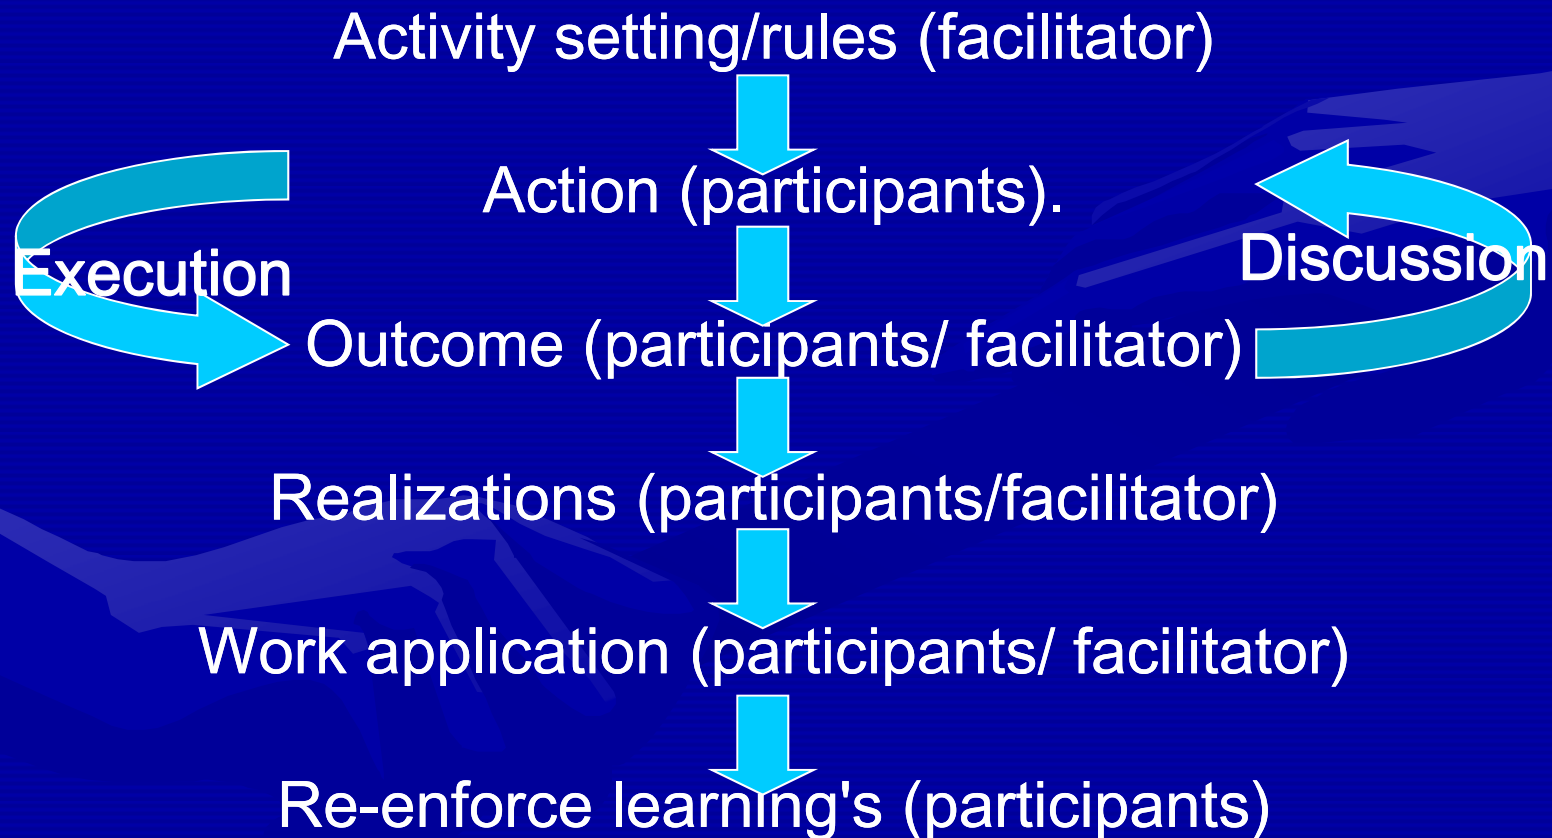 Activity setting/rules (facilitator)
Action (participants).
Execution
Discussion
Outcome (participants/ facilitator)
Realizations (participants/facilitator)
Work application (participants/ facilitator)
Re-enforce learning's (participants)